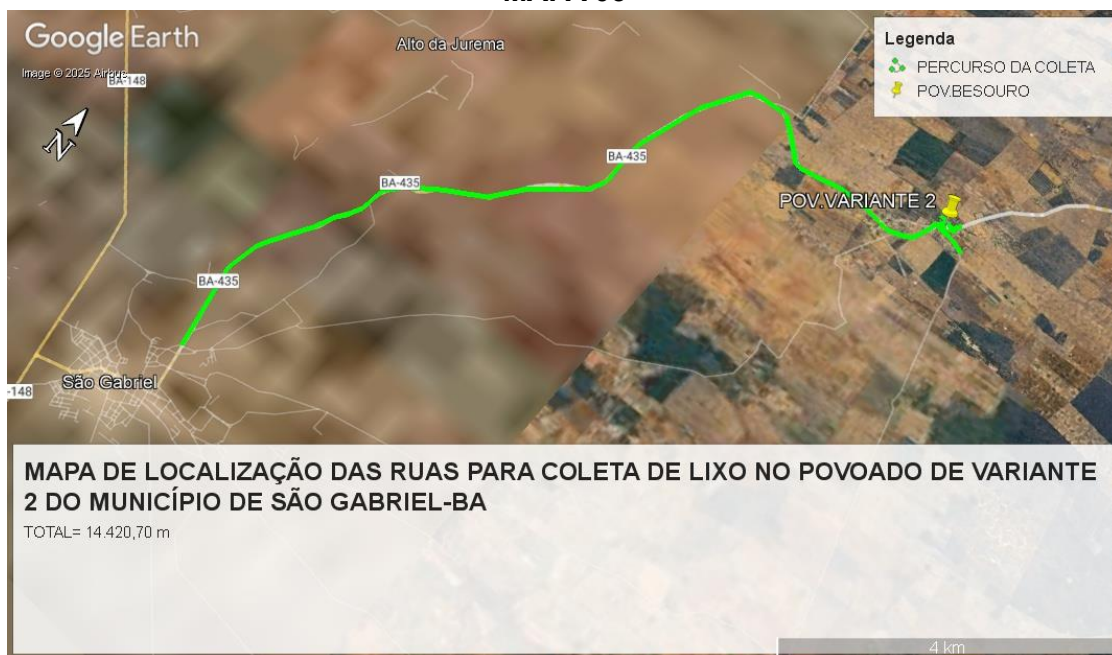 Google Earth
Image © 2025 Airbus
BA-148
Alto da Jurema
Legenda
PERCURSO DA COLETA
POV.BESOURO
N
BA-435
BA-435
POV.VARIANTE 2
BA-435
São Gabriel
-148
MAPA DE LOCALIZAÇÃO DAS RUAS PARA COLETA DE LIXO NO POVOADO DE VARIANTE
2 DO MUNICÍPIO DE SÃO GABRIEL-BA
TOTAL= 14.420,70 m
4 km